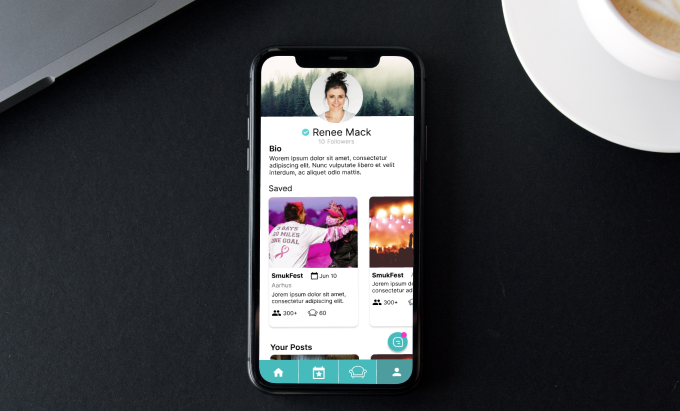 Renee Mack
10 Followers
Bio
Worem ipsum dolor sit amet, consectetur
adipiscing elit. Nunc vulputate libero et velit
interdum, ac aliquet odio mattis.
Saved
3 DAYS
60 MILES
ONE GOAL
SmukFest Jun 10
Aarhus
Jorem ipsum dolor sit amet,
consectetur adipiscing elit.
300+ 60
SmukFest
Jorem ipsum dolor
consectetur ad
300+
Your Posts